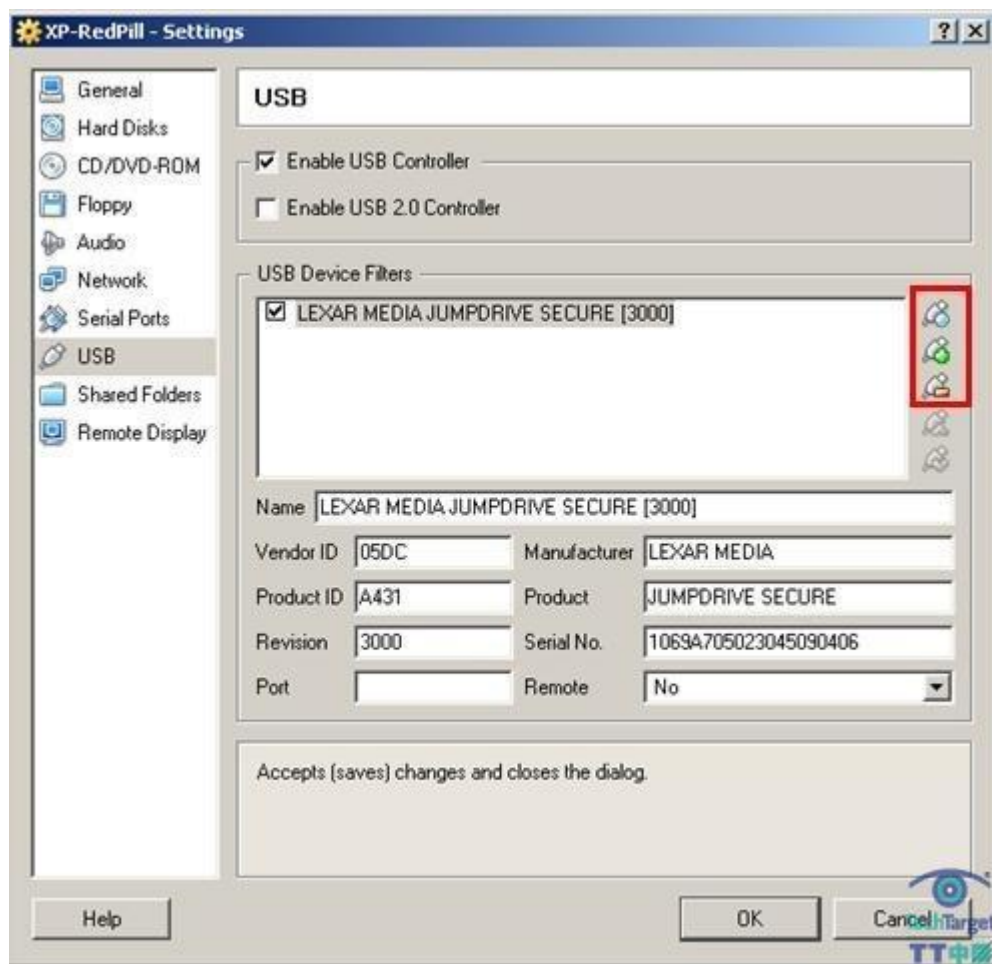 XP-RedPill - Settings
General
Hard Disks
CD/DVD-ROM
Floppy
Audio
Network
Serial Ports
USB
Shared Folders
Remote Display
USB
Enable USB Controller
Enable USB 2.0 Controller
USB Device Filters
LEXAR MEDIA JUMPDRIVE SECURE [3000]
Name LEXAR MEDIA JUMPDRIVE SECURE [3000]
Vendor ID 05DC Manufacturer LEXAR MEDIA
Product ID A431 Product JUMPDRIVE SECURE
Revision 3000 Serial No. 1069A705023045090406
Port Remote No
Accepts (saves) changes and closes the dialog.
Help OK Cancel